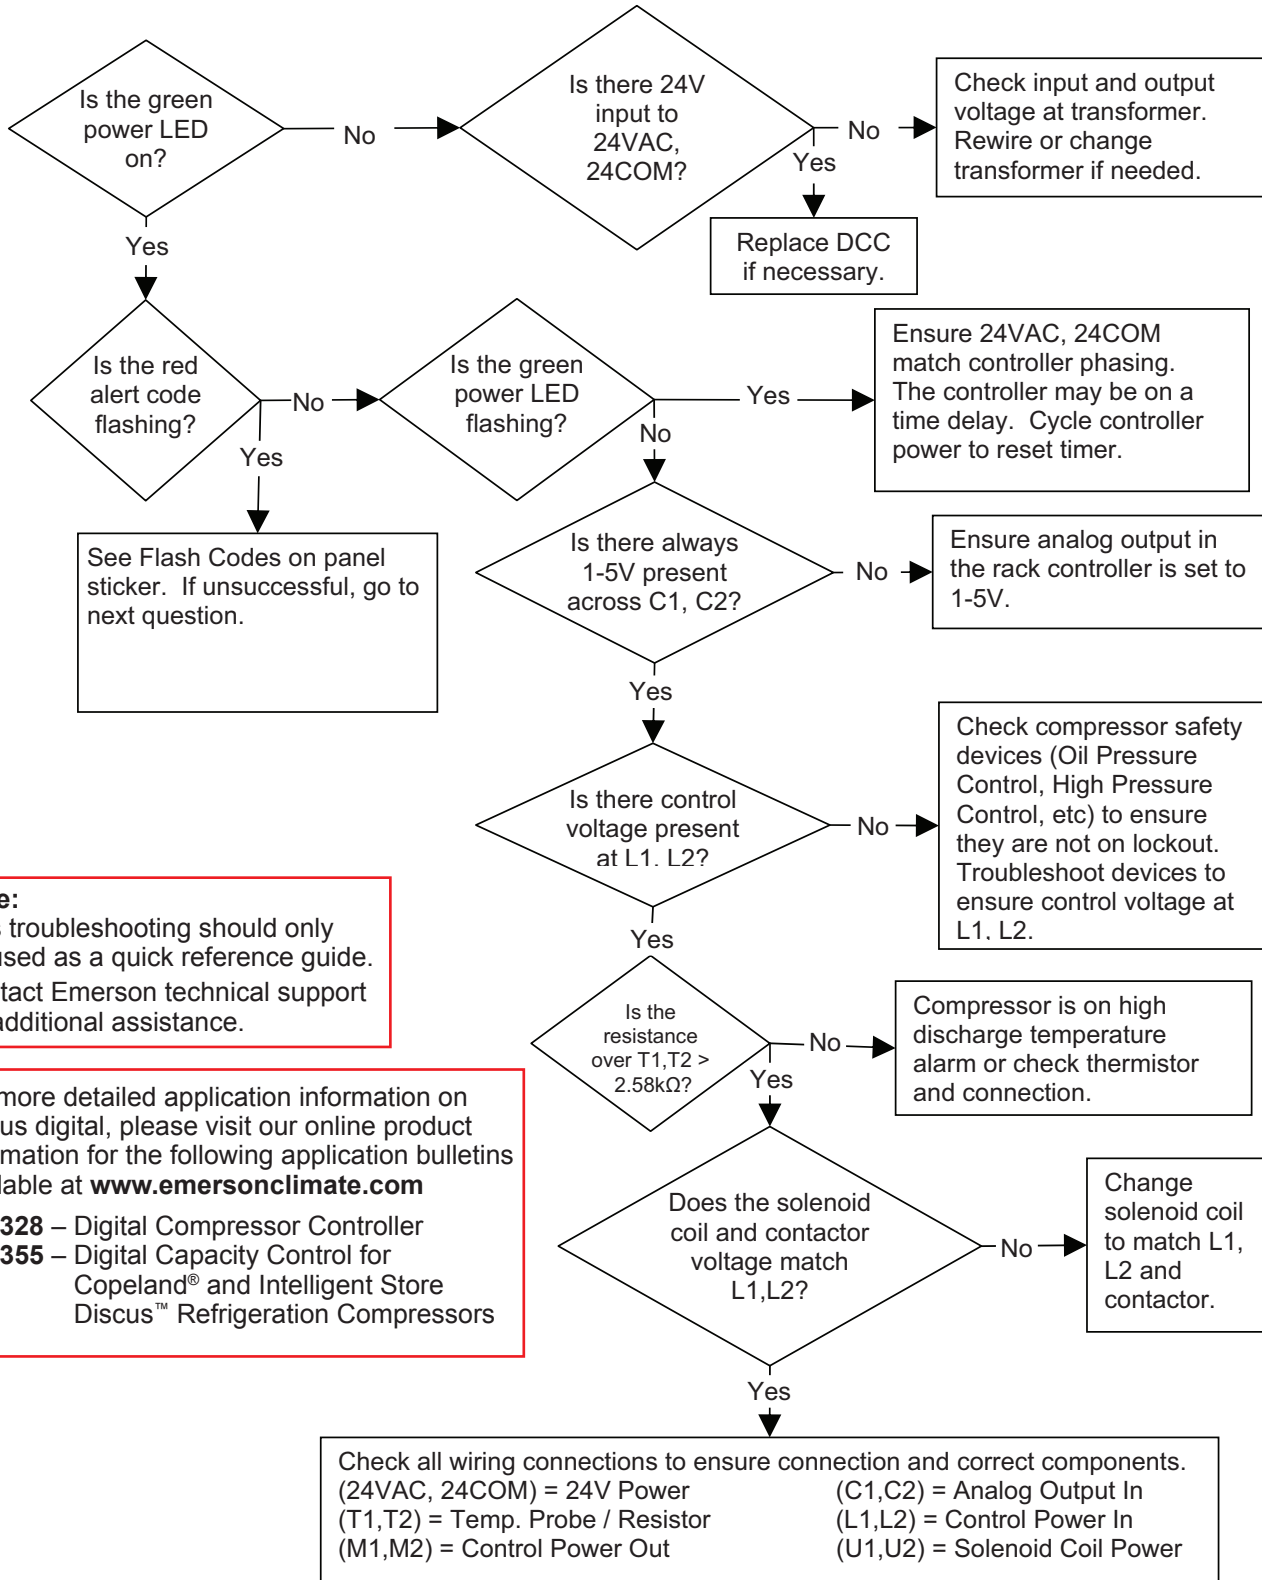 Is the green
power LED
on?
No
Is there 24V
input to
24VAC,
24COM?
No
Check input and output
voltage at transformer.
Rewire or change
transformer if needed.
Yes
Replace DCC
if necessary.
Yes
Is the red
alert code
flashing?
No
Is the green
power LED
flashing?
Yes
Ensure 24VAC, 24COM
match controller phasing.
The controller may be on a
time delay.  Cycle controller
power to reset timer.
Yes
See Flash Codes on panel
sticker.  If unsuccessful, go to
next question.
No
Is there always
1-5V present
across C1, C2?
No
Ensure analog output in
the rack controller is set to
1-5V.
Yes
Is there control
voltage present
at L1, L2?
No
Check compressor safety
devices (Oil Pressure
Control, High Pressure
Control, etc) to ensure
they are not on lockout.
Troubleshoot devices to
ensure control voltage at
L1, L2.
Yes
Is the
resistance
over T1,T2 >
2.58kΩ?
No
Compressor is on high
discharge temperature
alarm or check thermistor
and connection.
Yes
Does the solenoid
coil and contactor
voltage match
L1,L2?
No
Change
solenoid coil
to match L1,
L2 and
contactor.
Yes
Check all wiring connections to ensure connection and correct components.
(24VAC, 24COM) = 24V Power
(C1,C2) = Analog Output In
(T1,T2) = Temp. Probe / Resistor
(L1,L2) = Control Power In
(M1,M2) = Control Power Out
(U1,U2) = Solenoid Coil Power
e:
s troubleshooting should only
used as a quick reference guide.
tact Emerson technical support
additional assistance.
more detailed application information on
us digital, please visit our online product
mation for the following application bulletins
lable at www.emersonclimate.com
328 – Digital Compressor Controller
355 – Digital Capacity Control for
Copeland® and Intelligent Store
Discus™ Refrigeration Compressors